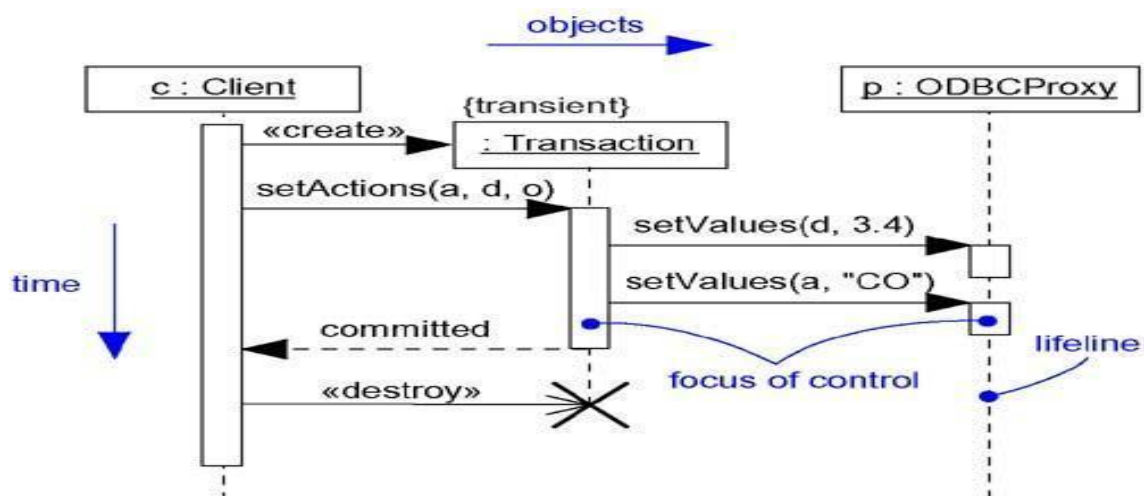 objects
c : Client
p : ODBCProxy
{transient}
«create»
: Transaction
setActions(a, d, o)
setValues(d, 3.4)
time
setValues(a, "CO")
committed
lifeline
focus of control
«destroy»